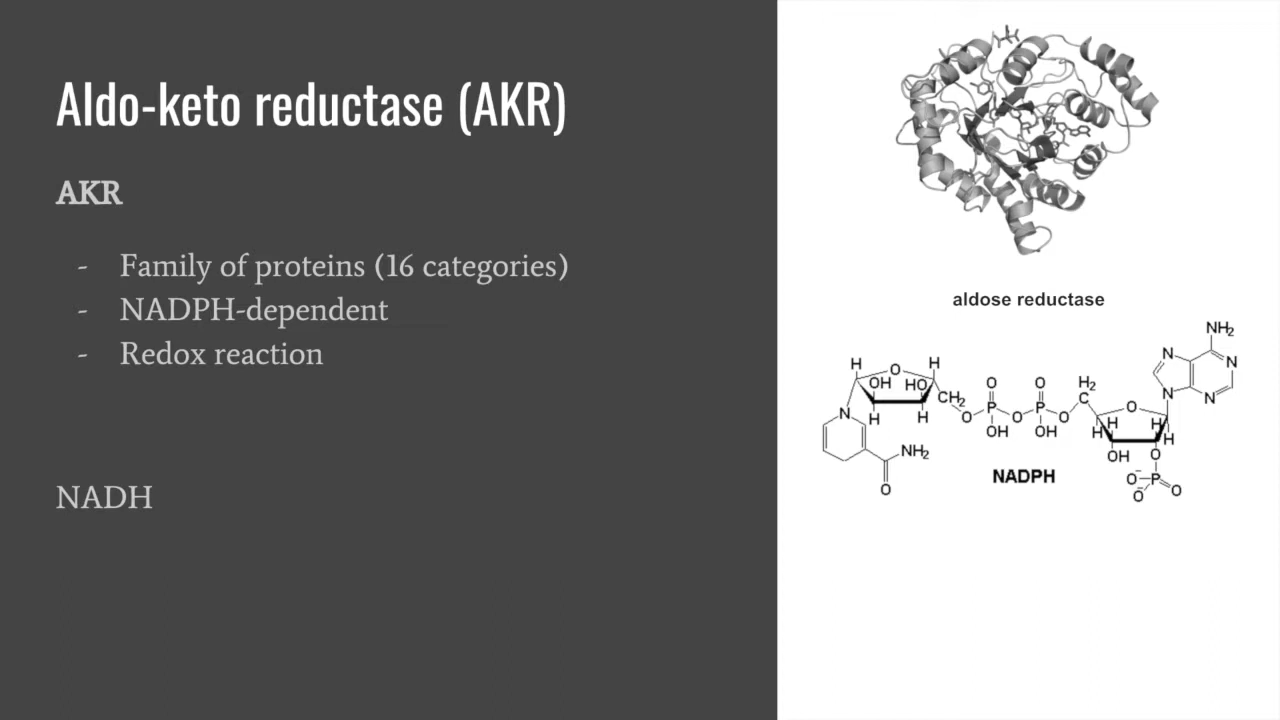 Aldo-keto reductase (AKR)
AKR
- Family of proteins (16 categories)
- NADPH-dependent
- Redox reaction
NADH
aldose reductase
NH2
N
N
N
N
H
O
H
OH
HO
H
H
CH2
O
O
P
OH
O
O
P
OH
O
H2
C
O
H
H
H
H
OH
O
O-
P
O
O-
N
NH2
O
NADPH